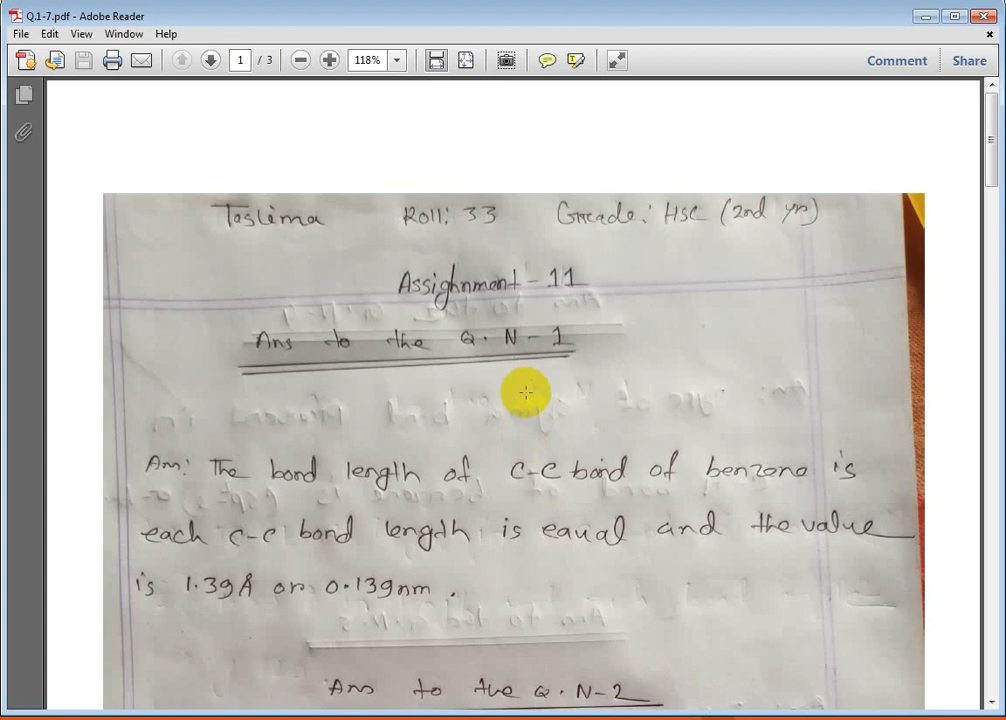 Q.1-7.pdf - Adobe Reader
File Edit View Window Help
1 / 3 118% Comment Share
Taslima Roll: 33 Greade: HSC (2nd yr)
Assighnment - 11
Ans to the Q. N - 1
Ans: The bond length of C-C bond of benzene is
each C-C bond length is equal and the value
is 1.39Å or 0.139nm.
Ans to the Q. N-2